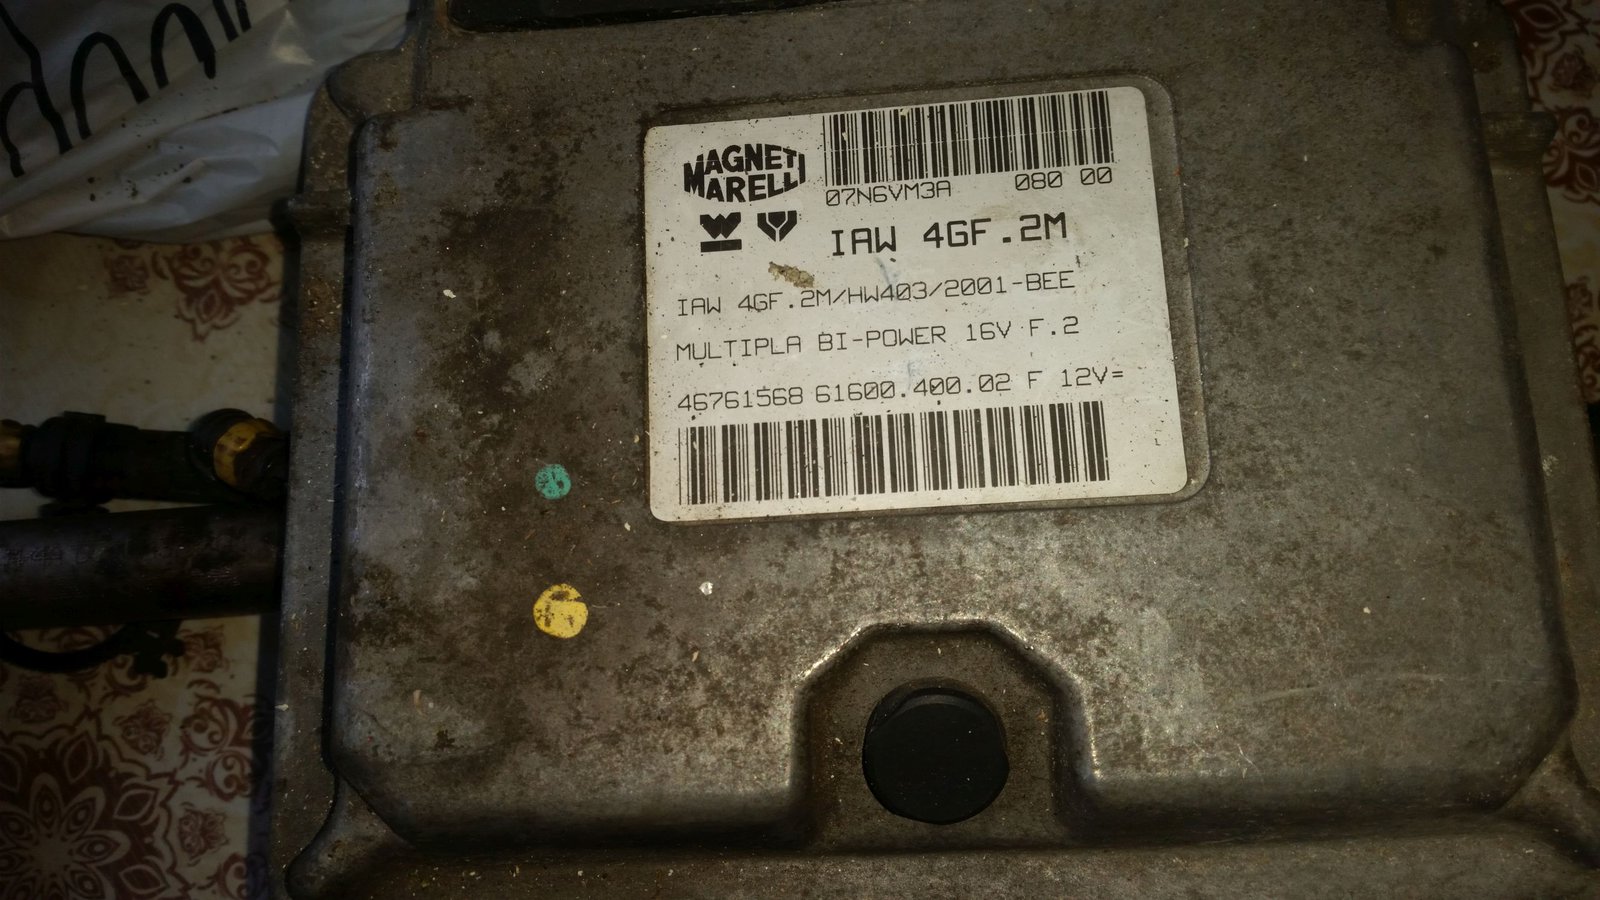 MAGNETI
MARELLI
07N6VM3A 080 00
IAW 4GF.2M
IAW 4GF.2M/HW403/2001-BEE
MULTIPLA BI-POWER 16V F.2
46761568 61600.400.02 F 12V=